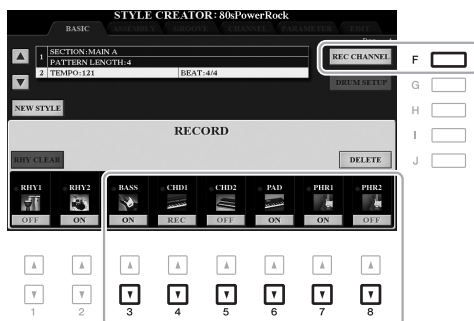 STYLE CREATOR: 80sPowerRock
BASIC ASSEMBLY GROOVE CHANNEL PARAMETER EDIT
1 SECTION:MAIN A
PATTERN LENGTH:4
2 TEMPO:121 BEAT:4/4
REC CHANNEL
DRUM SETUP
NEW STYLE
RECORD
RHY CLEAR
DELETE
RHY1 RHY2 BASS CHD1 CHD2 PAD PHR1 PHR2
OFF ON ON REC OFF ON ON OFF
F
G
H
I
J
1 2 3 4 5 6 7 8